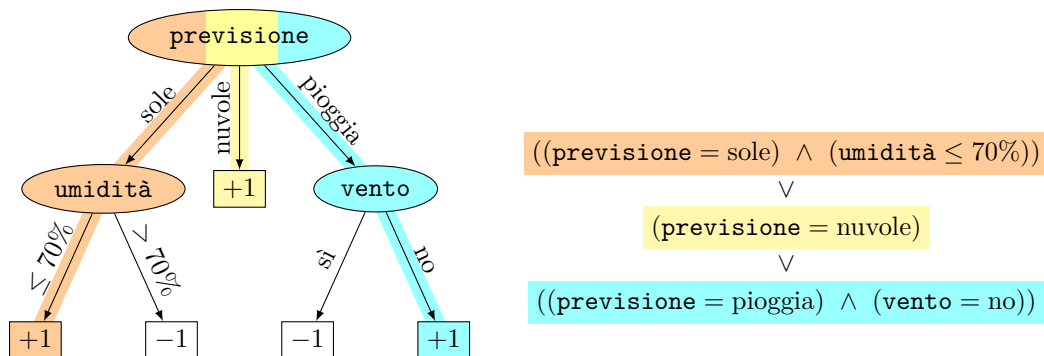 previsione
sole
nuvole
pioggia
umidità
+1
vento
≤ 70%
> 70%
sì
no
+1
−1
−1
+1
((previsione = sole) ∧ (umidità ≤ 70%))
∨
(previsione = nuvole)
∨
((previsione = pioggia) ∧ (vento = no))